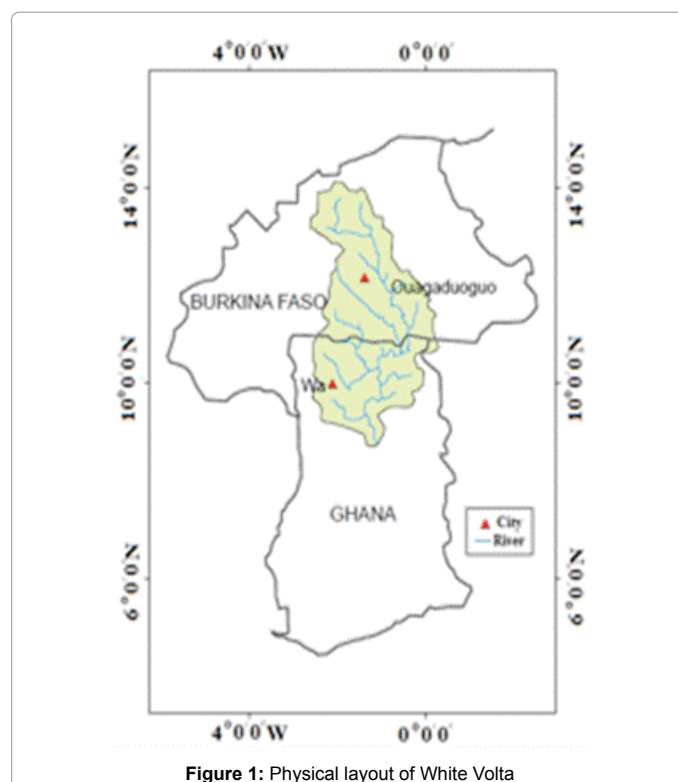 4°0'0"W 0°0'0"
14°0'0"N 14°0'0"N
Ouagaduoguo
BURKINA FASO
10°0'0"N Wa 10°0'0"N
GHANA
City
River
6°0'0"N 6°0'0"N
4°0'0"W 0°0'0"
Figure 1: Physical layout of White Volta